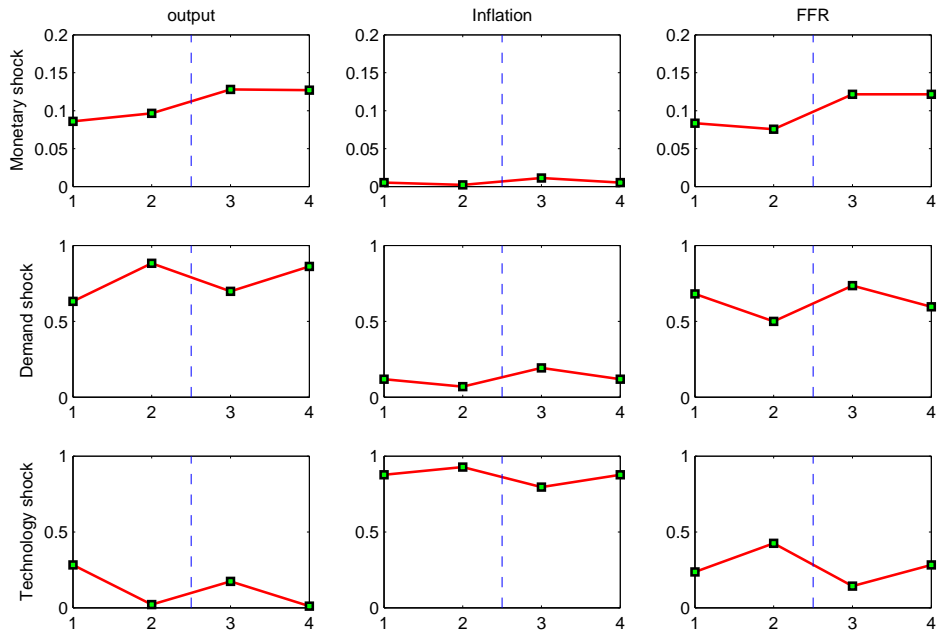 output Inflation FFR
Monetary shock
0.2 0.2 0.2
0.15 0.15 0.15
0.1 0.1 0.1
0.05 0.05 0.05
0 0 0
1 2 3 4 1 2 3 4 1 2 3 4
Demand shock
1 1 1
0.5 0.5 0.5
0 0 0
1 2 3 4 1 2 3 4 1 2 3 4
Technology shock
1 1 1
0.5 0.5 0.5
0 0 0
1 2 3 4 1 2 3 4 1 2 3 4